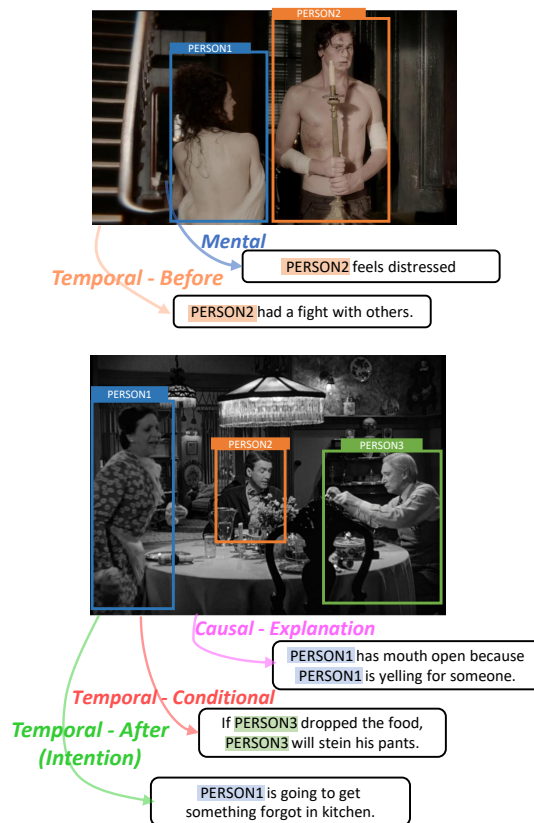 PERSON1
PERSON2
Mental
PERSON2 feels distressed
Temporal - Before
PERSON2 had a fight with others.
PERSON1
PERSON2
PERSON3
Causal - Explanation
PERSON1 has mouth open because
PERSON1 is yelling for someone.
Temporal - Conditional
If PERSON3 dropped the food,
PERSON3 will stein his pants.
Temporal - After
(Intention)
PERSON1 is going to get
something forgot in kitchen.